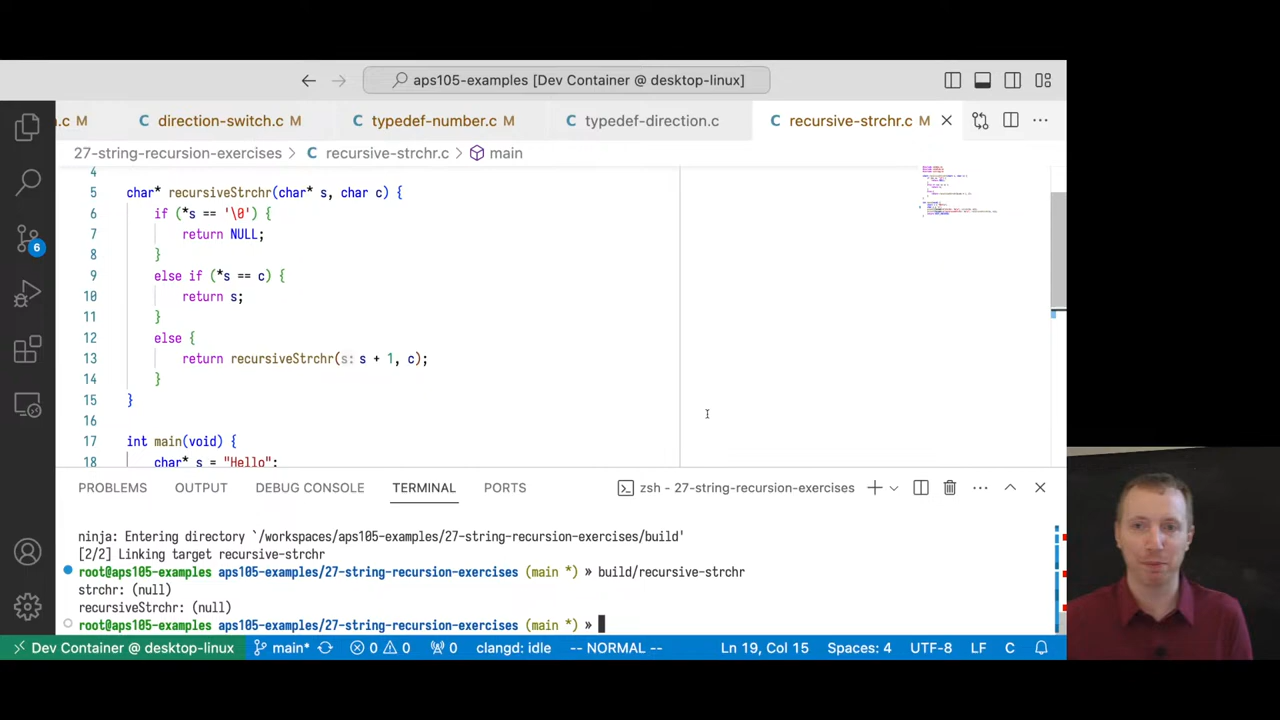 aps105-examples [Dev Container @ desktop-linux]
.c M direction-switch.c M typedef-number.c M typedef-direction.c recursive-strchr.c M
27-string-recursion-exercises > C recursive-strchr.c > main
4
5 char* recursiveStrchr(char* s, char c) {
6 if (*s == '\0') {
7 return NULL;
8 }
9 else if (*s == c) {
10 return s;
11 }
12 else {
13 return recursiveStrchr(s: s + 1, c);
14 }
15 }
16
17 int main(void) {
18 char* s = "Hello";
6
PROBLEMS OUTPUT DEBUG CONSOLE TERMINAL PORTS zsh - 27-string-recursion-exercises
ninja: Entering directory `/workspaces/aps105-examples/27-string-recursion-exercises/build'
[2/2] Linking target recursive-strchr
root@aps105-examples aps105-examples/27-string-recursion-exercises (main *) » build/recursive-strchr
strchr: (null)
recursiveStrchr: (null)
root@aps105-examples aps105-examples/27-string-recursion-exercises (main *) »
Dev Container @ desktop-linux main* 0 0 0 clangd: idle -- NORMAL -- Ln 19, Col 15 Spaces: 4 UTF-8 LF C